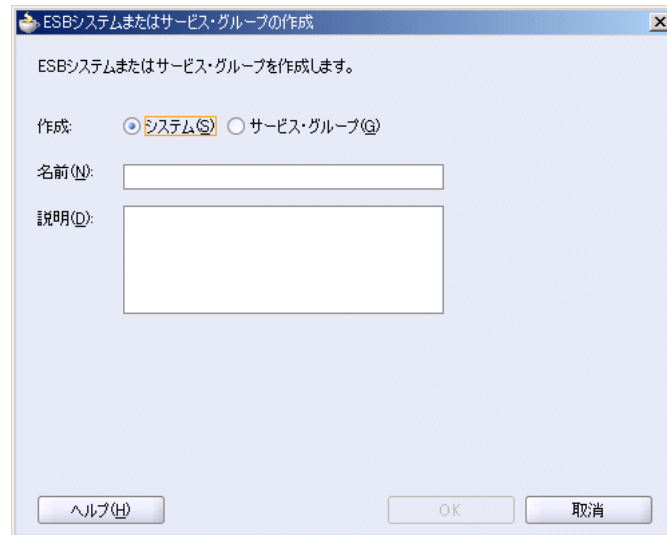 ESBシステムまたはサービス・グループの作成
ESBシステムまたはサービス・グループを作成します。
作成: システム(S) サービス・グループ(G)
名前(N):
説明(D):
ヘルプ(H) OK 取消